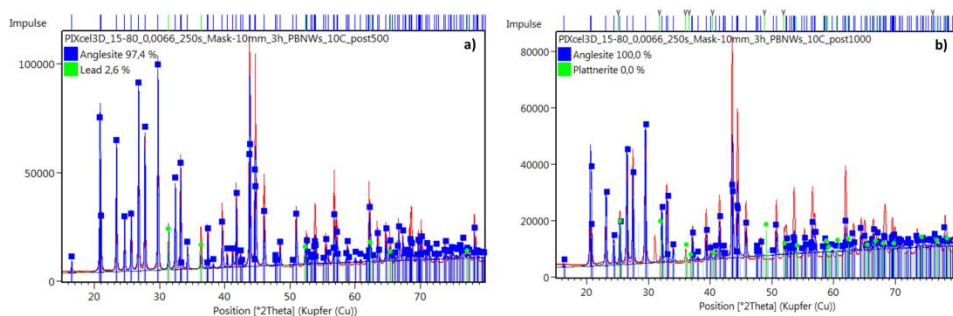 Impulse
PIXcel3D_15-80_0,0066_250s_Mask-10mm_3h_PBNWs_10C_post500
a)
Anglesite 97,4 %
Lead 2,6 %
100000
50000
0
20
30
40
50
60
70
Position [°2Theta] (Kupfer (Cu))
Impulse
PIXcel3D_15-80_0,0066_250s_Mask-10mm_3h_PBNWs_10C_post1000
b)
Anglesite 100,0 %
Plattnerite 0,0 %
80000
60000
40000
20000
0
20
30
40
50
60
70
Position [°2Theta] (Kupfer (Cu))